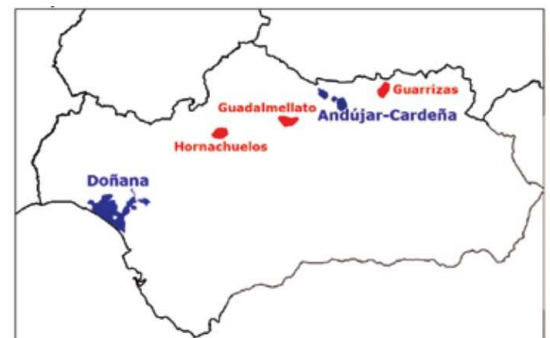 Guarrizas
Guadalmellato
Andújar-Cardeña
Hornachuelos
Doñana